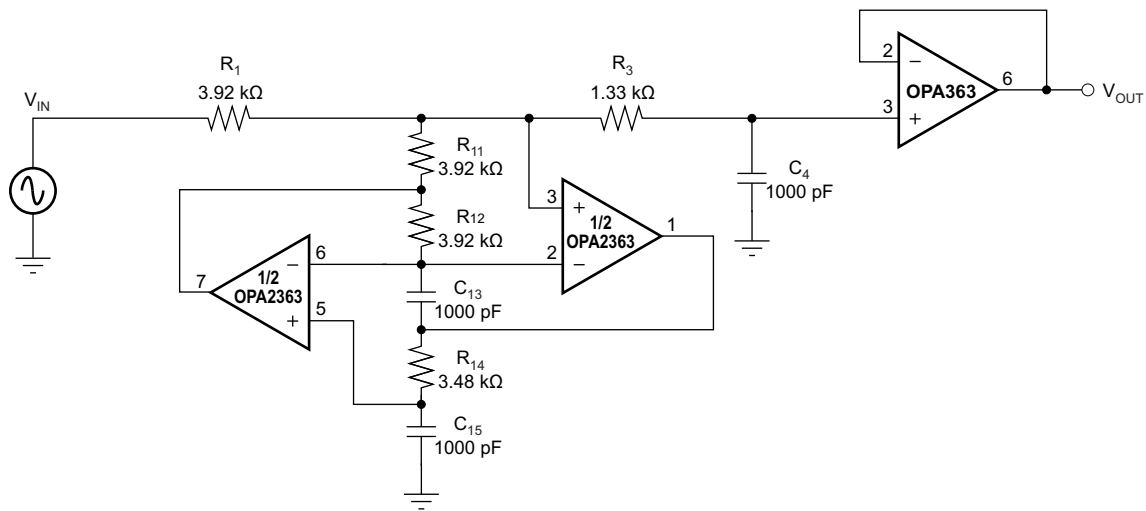 R1
3.92 kΩ
VIN
R3
1.33 kΩ
2
−
OPA363
6
3
+
VOUT
R11
3.92 kΩ
R12
3.92 kΩ
C4
1000 pF
3
+
1/2
OPA2363
1
2
−
6
−
1/2
OPA2363
7
+
5
C13
1000 pF
R14
3.48 kΩ
C15
1000 pF